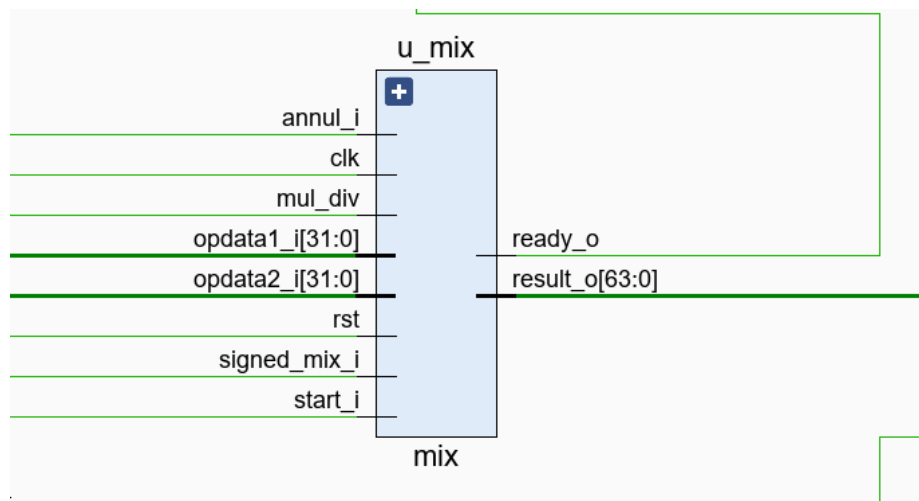 u_mix
+
annul_i
clk
mul_div
opdata1_i[31:0]
ready_o
opdata2_i[31:0]
result_o[63:0]
rst
signed_mix_i
start_i
mix